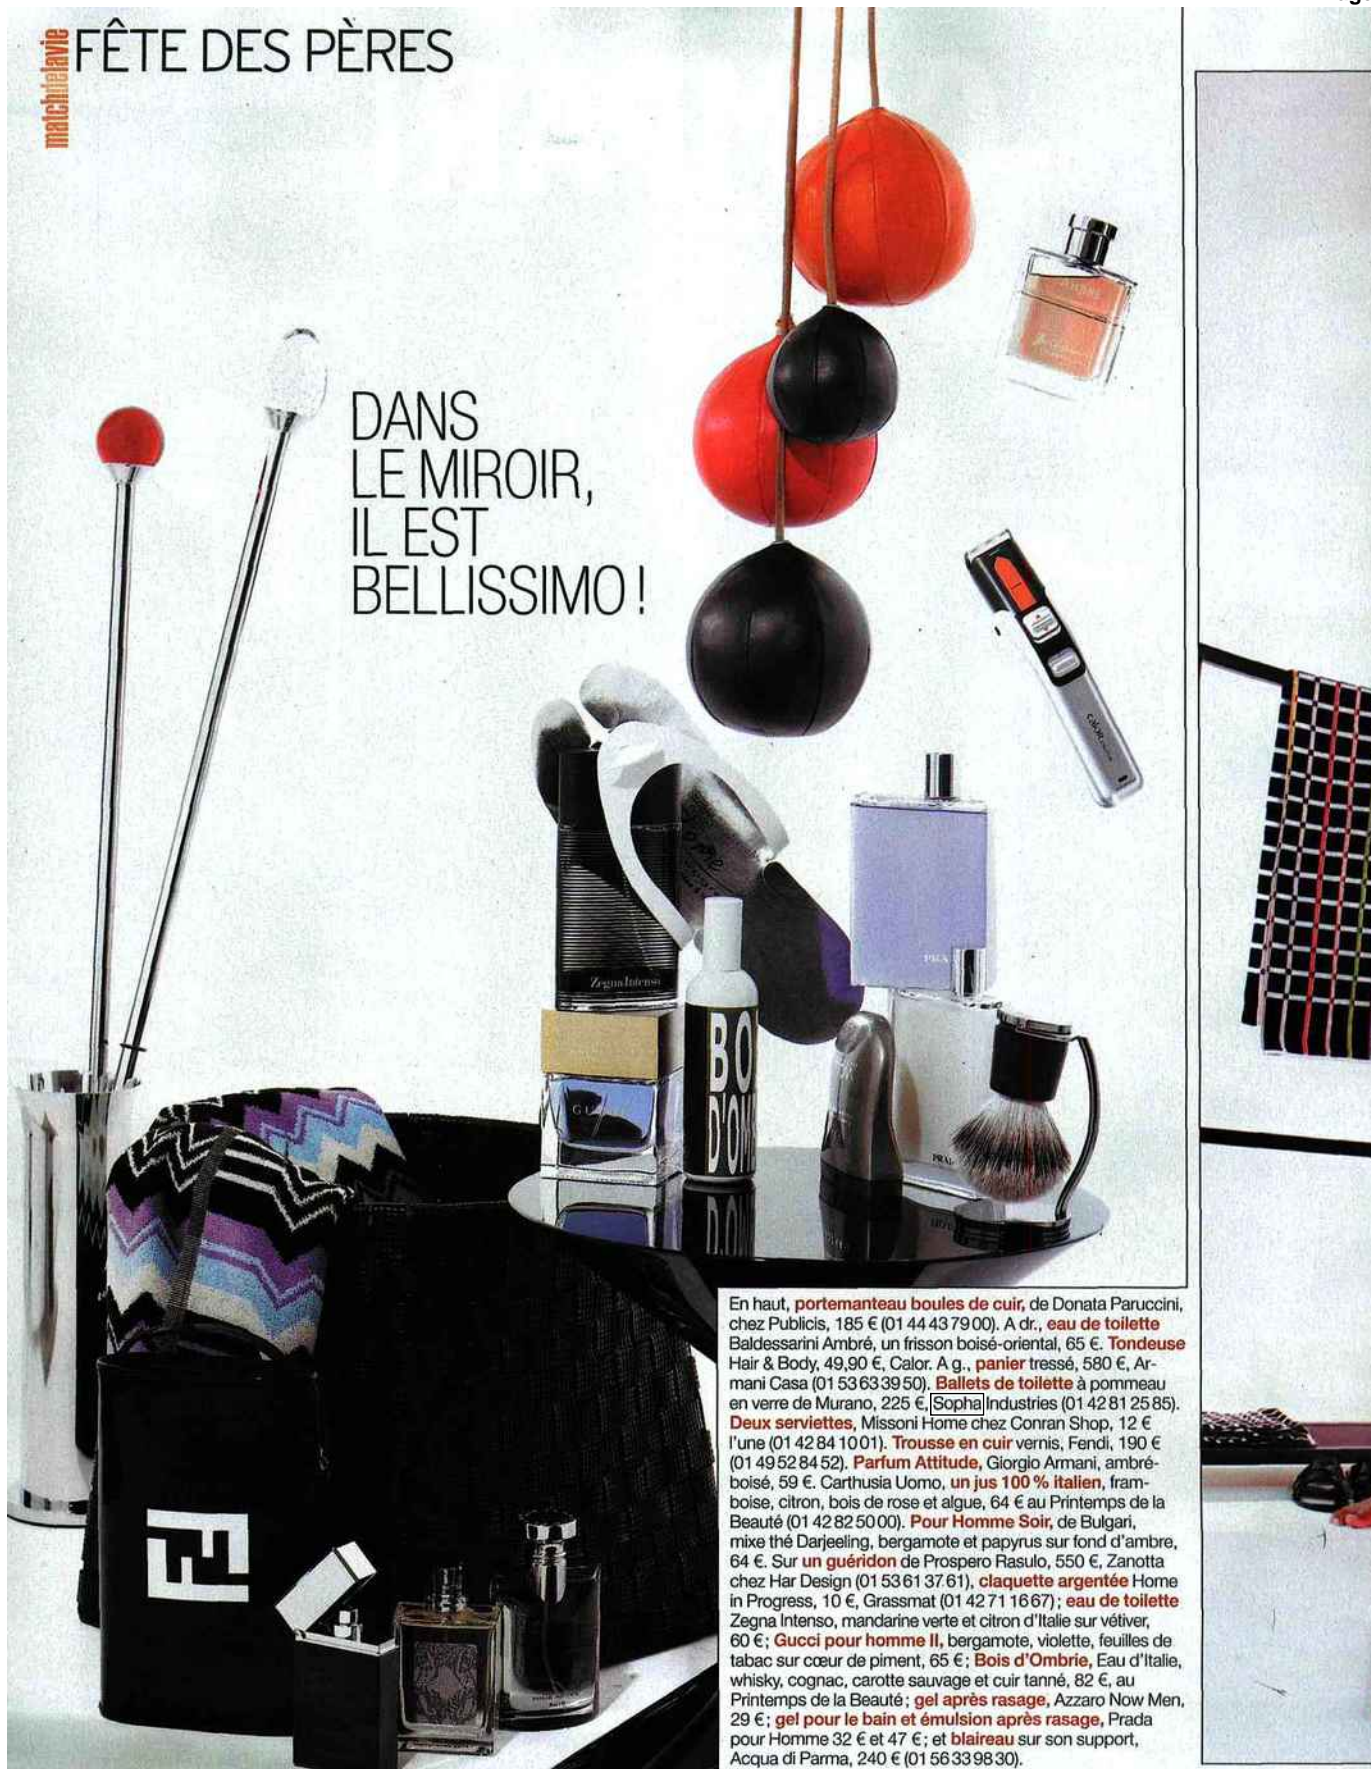 matchdelavie
FÊTE DES PÈRES
DANS
LE MIROIR,
IL EST
BELLISSIMO !
calor
Zegna Intenso
BO
D'OM
En haut, portemanteau boules de cuir, de Donata Paruccini,
chez Publicis, 185 € (01 44 43 79 00). A dr., eau de toilette
Baldessarini Ambré, un frisson boisé-oriental, 65 €. Tondeuse
Hair & Body, 49,90 €, Calor. A g., panier tressé, 580 €, Ar-
mani Casa (01 53 63 39 50). Ballets de toilette à pommeau
en verre de Murano, 225 €, Sopha Industries (01 42 81 25 85).
Deux serviettes, Missoni Home chez Conran Shop, 12 €
l'une (01 42 84 10 01). Trousse en cuir vernis, Fendi, 190 €
(01 49 52 84 52). Parfum Attitude, Giorgio Armani, ambré-
boisé, 59 €. Carthusia Uomo, un jus 100 % italien, fram-
boise, citron, bois de rose et algue, 64 € au Printemps de la
Beauté (01 42 82 50 00). Pour Homme Soir, de Bulgari,
mixe thé Darjeeling, bergamote et papyrus sur fond d'ambre,
64 €. Sur un guéridon de Prospero Rasulo, 550 €, Zanotta
chez Har Design (01 53 61 37 61), claquette argentée Home
in Progress, 10 €, Grassmat (01 42 71 16 67) ; eau de toilette
Zegna Intenso, mandarine verte et citron d'Italie sur vétiver,
60 € ; Gucci pour homme II, bergamote, violette, feuilles de
tabac sur cœur de piment, 65 € ; Bois d'Ombrie, Eau d'Italie,
whisky, cognac, carotte sauvage et cuir tanné, 82 €, au
Printemps de la Beauté ; gel après rasage, Azzaro Now Men,
29 € ; gel pour le bain et émulsion après rasage, Prada
pour Homme 32 € et 47 € ; et blaireau sur son support,
Acqua di Parma, 240 € (01 56 33 98 30).